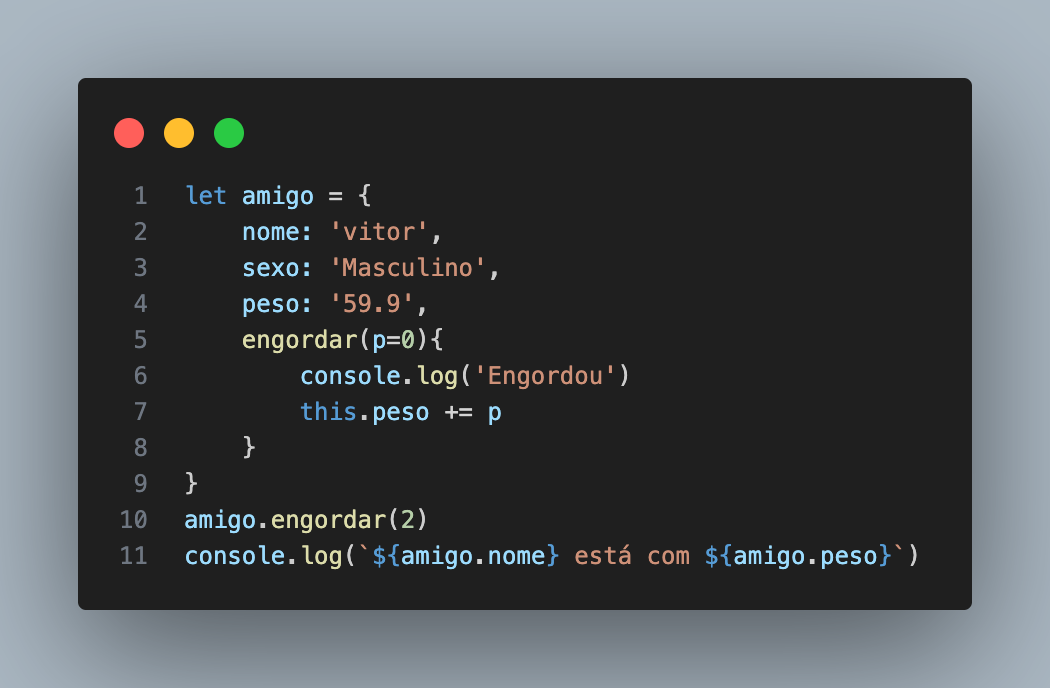 1 let amigo = {
2     nome: 'vitor',
3     sexo: 'Masculino',
4     peso: '59.9',
5     engordar(p=0){
6         console.log('Engordou')
7         this.peso += p
8     }
9 }
10 amigo.engordar(2)
11 console.log(`${amigo.nome} está com ${amigo.peso}`)